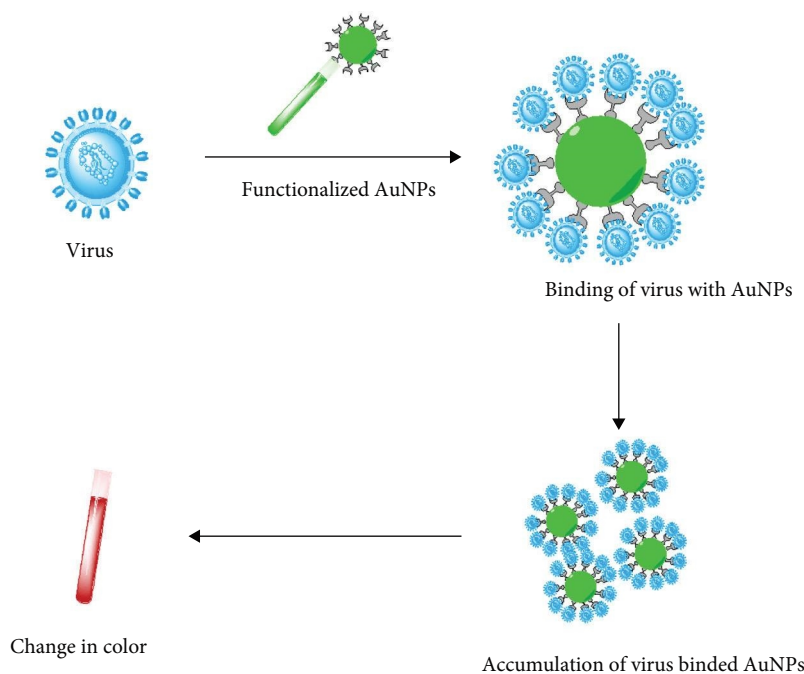 Functionalized AuNPs
Virus
Binding of virus with AuNPs
Change in color
Accumulation of virus binded AuNPs